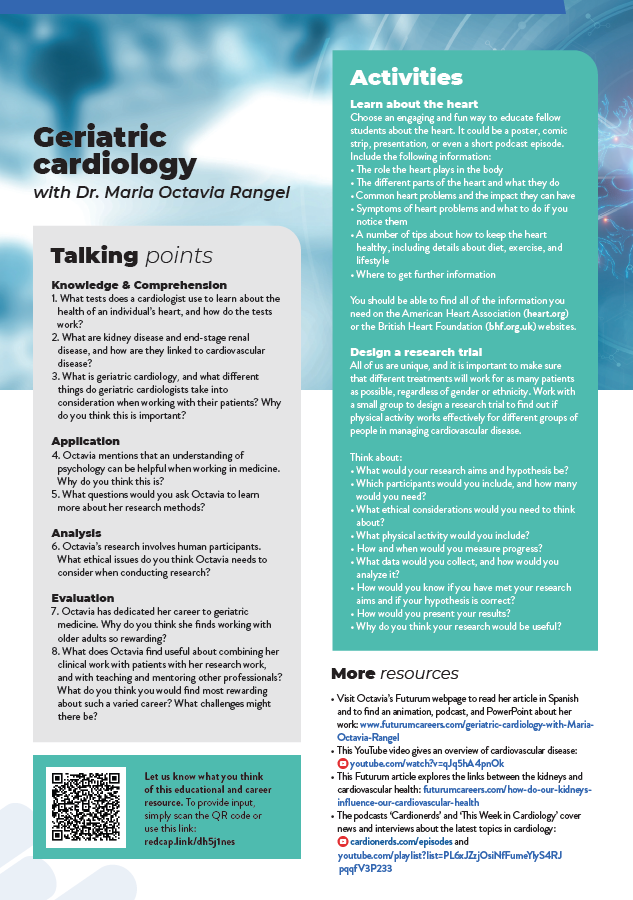 Geriatric
cardiology
with Dr. Maria Octavia Rangel
Talking points
Knowledge & Comprehension
1. What tests does a cardiologist use to learn about the
health of an individual's heart, and how do the tests
work?
2. What are kidney disease and end-stage renal
disease, and how are they linked to cardiovascular
disease?
3. What is geriatric cardiology, and what different
things do geriatric cardiologists take into
consideration when working with their patients? Why
do you think this is important?
Application
4. Octavia mentions that an understanding of
psychology can be helpful when working in medicine.
Why do you think this is?
5. What questions would you ask Octavia to learn
more about her research methods?
Analysis
6. Octavia's research involves human participants.
What ethical issues do you think Octavia needs to
consider when conducting research?
Evaluation
7. Octavia has dedicated her career to geriatric
medicine. Why do you think she finds working with
older adults so rewarding?
8. What does Octavia find useful about combining her
clinical work with patients with her research work,
and with teaching and mentoring other professionals?
What do you think you would find most rewarding
about such a varied career? What challenges might
there be?
Let us know what you think
of this educational and career
resource. To provide input,
simply scan the QR code or
use this link:
redcap.link/dh5j1nes
Activities
Learn about the heart
Choose an engaging and fun way to educate fellow
students about the heart. It could be a poster, comic
strip, presentation, or even a short podcast episode.
Include the following information:
• The role the heart plays in the body
• The different parts of the heart and what they do
• Common heart problems and the impact they can have
• Symptoms of heart problems and what to do if you
notice them
• A number of tips about how to keep the heart
healthy, including details about diet, exercise, and
lifestyle
• Where to get further information
You should be able to find all of the information you
need on the American Heart Association (heart.org)
or the British Heart Foundation (bhf.org.uk) websites.
Design a research trial
All of us are unique, and it is important to make sure
that different treatments will work for as many patients
as possible, regardless of gender or ethnicity. Work with
a small group to design a research trial to find out if
physical activity works effectively for different groups of
people in managing cardiovascular disease.
Think about:
• What would your research aims and hypothesis be?
• Which participants would you include, and how many
would you need?
• What ethical considerations would you need to think
about?
• What physical activity would you include?
• How and when would you measure progress?
• What data would you collect, and how would you
analyze it?
• How would you know if you have met your research
aims and if your hypothesis is correct?
• How would you present your results?
• Why do you think your research would be useful?
More resources
• Visit Octavia's Futurum webpage to read her article in Spanish
and to find an animation, podcast, and PowerPoint about her
work: www.futurumcareers.com/geriatric-cardiology-with-Maria-
Octavia-Rangel
• This YouTube video gives an overview of cardiovascular disease:
youtube.com/watch?v=qJq5hA4pnOk
• This Futurum article explores the links between the kidneys and
cardiovascular health: futurumcareers.com/how-do-our-kidneys-
influence-our-cardiovascular-health
• The podcasts 'Cardionerds' and 'This Week in Cardiology' cover
news and interviews about the latest topics in cardiology:
cardionerds.com/episodes and
youtube.com/playlist?list=PL6xJZzjOsiNfFumeYlyS4RJ
pqqfV3P233